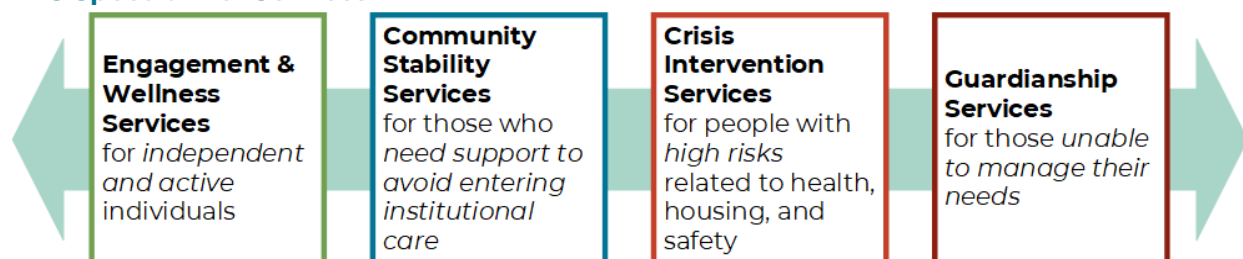 Engagement &
Wellness
Services
for independent
and active
individuals
Community
Stability
Services
for those who
need support to
avoid entering
institutional
care
Crisis
Intervention
Services
for people with
high risks
related to health,
housing, and
safety
Guardianship
Services
for those unable
to manage their
needs